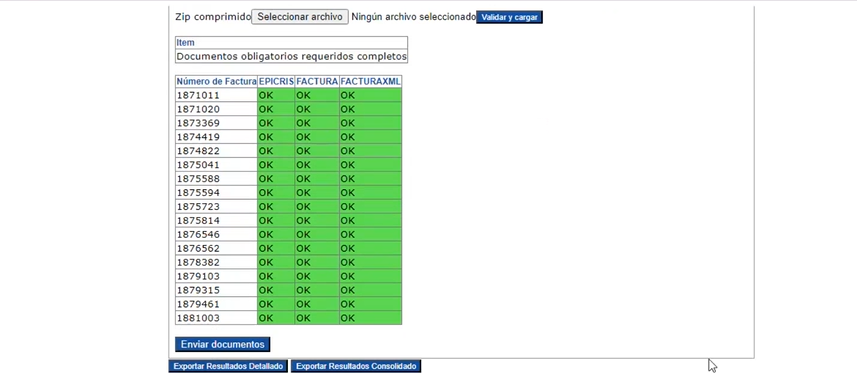 Zip comprimido Seleccionar archivo Ningún archivo seleccionado Validar y cargar
Item
Documentos obligatorios requeridos completos
Número de Factura EPICRIS FACTURA FACTURAXML
1871011 OK OK OK
1871020 OK OK OK
1873369 OK OK OK
1874419 OK OK OK
1874822 OK OK OK
1875041 OK OK OK
1875588 OK OK OK
1875594 OK OK OK
1875723 OK OK OK
1875814 OK OK OK
1876546 OK OK OK
1876562 OK OK OK
1878382 OK OK OK
1879103 OK OK OK
1879315 OK OK OK
1879461 OK OK OK
1881003 OK OK OK
Enviar documentos
Exportar Resultados Detallado Exportar Resultados Consolidado